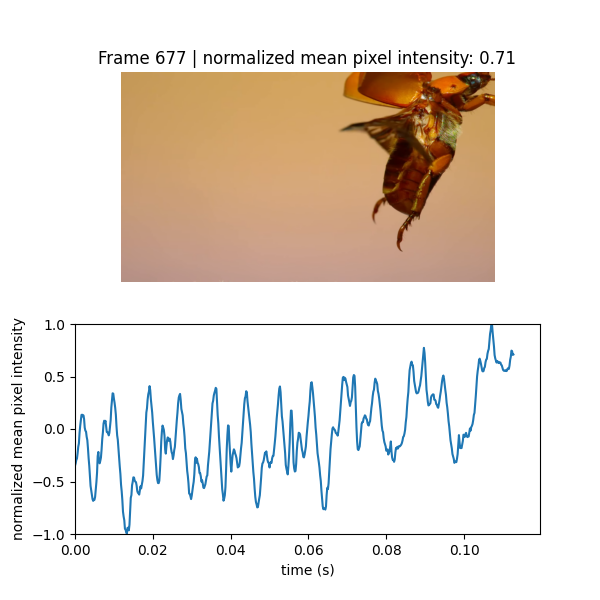 Frame 677 | normalized mean pixel intensity: 0.71
1.0
0.5
0.0
−0.5
−1.0
normalized mean pixel intensity
0.00 0.02 0.04 0.06 0.08 0.10
time (s)